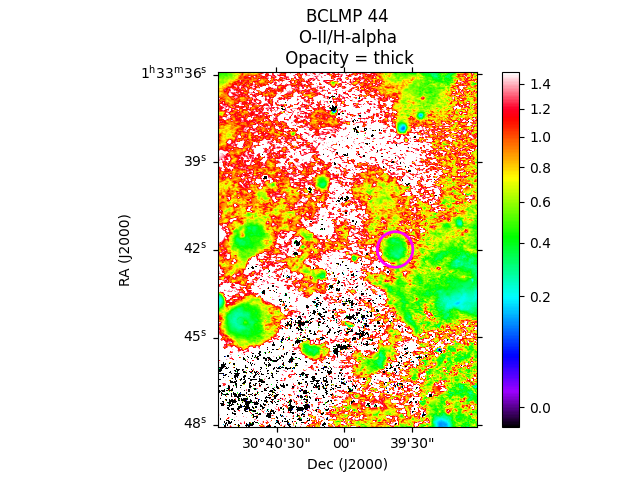 BCLMP 44
O-II/H-alpha
Opacity = thick
1ʰ33ᵐ36ˢ
39ˢ
42ˢ
45ˢ
48ˢ
RA (J2000)
30°40'30" 00" 39'30"
Dec (J2000)
1.4
1.2
1.0
0.8
0.6
0.4
0.2
0.0